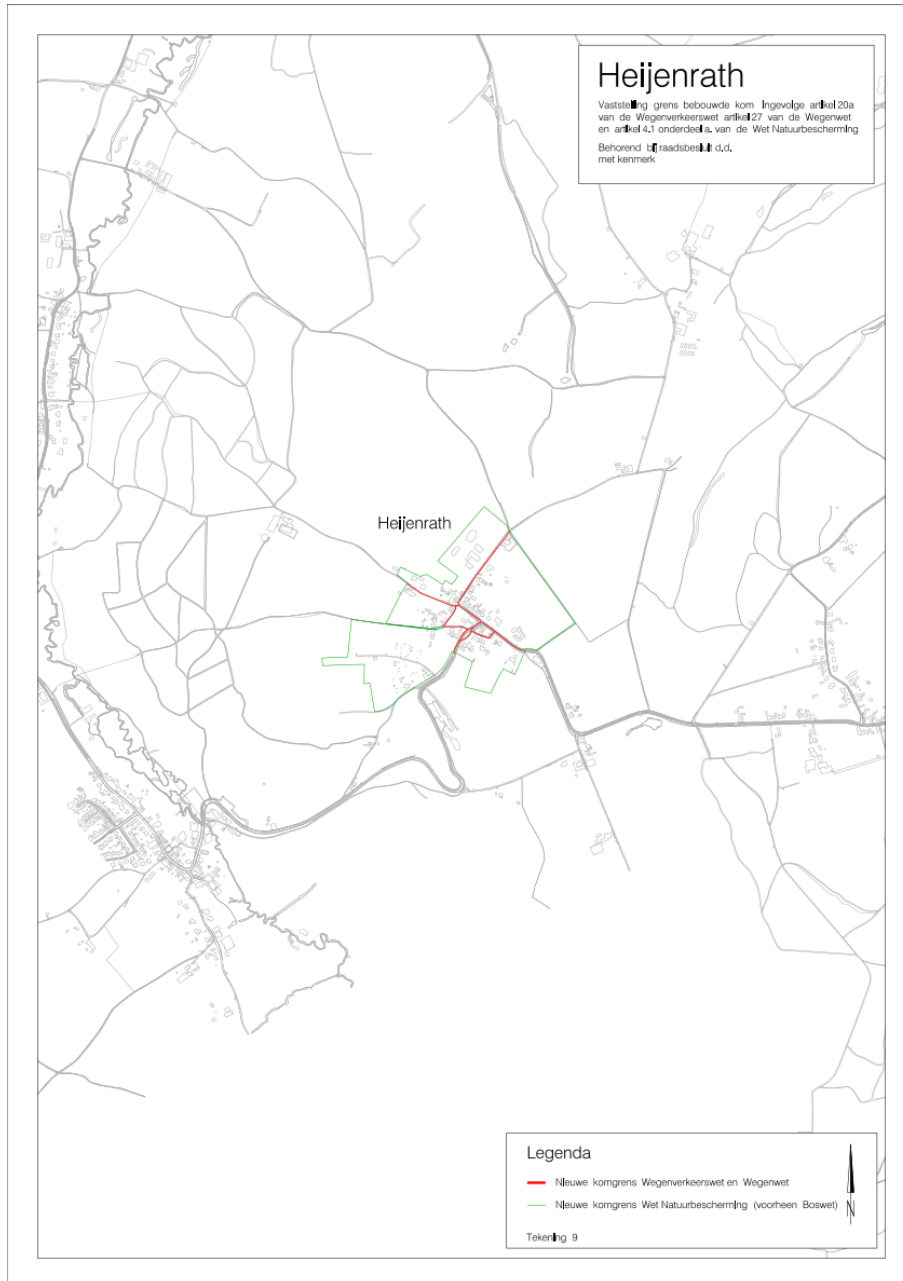 Heijenrath
Vaststelling grens bebouwde kom Ingevolge artikel 20a
van de Wegenverkeerswet artikel 27 van de Wegenwet
en artikel 4.1 onderdeel a. van de Wet Natuurbescherming
Behorend bij raadsbesluit d.d.
met kenmerk
Heijenrath
Legenda
Nieuwe komgrens Wegenverkeerswet en Wegenwet
Nieuwe komgrens Wet Natuurbescherming (voorheen Boswet)
N
Tekening 9